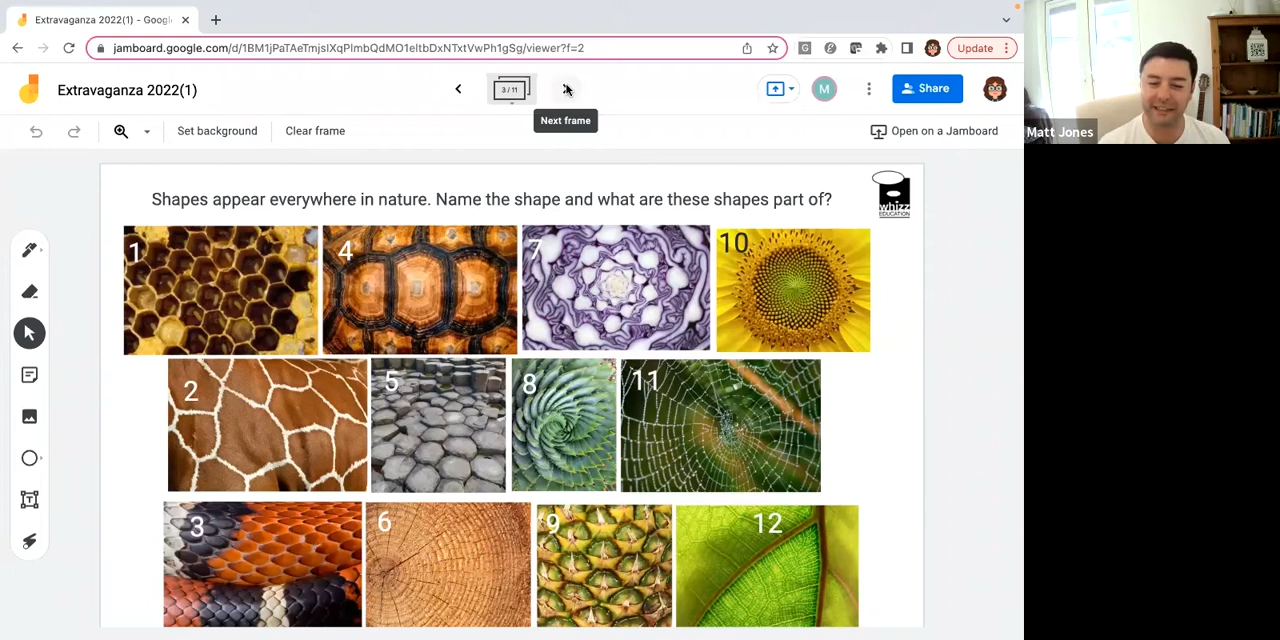 Extravaganza 2022(1) - Googl
jamboard.google.com/d/1BM1jPaTAeTmjsIXqPlmbQdMO1eltbDxNTxtVwPh1gSg/viewer?f=2
Update
Extravaganza 2022(1)
3 / 11
M
Share
Next frame
Set background
Clear frame
Open on a Jamboard
Matt Jones
Shapes appear everywhere in nature. Name the shape and what are these shapes part of?
whizz
EDUCATION
1
4
7
10
2
5
8
11
3
6
9
12